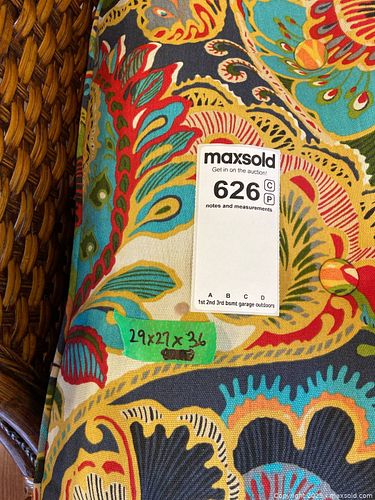 maxsold
Get in on the auction!
626 C
P
notes and measurements
A B C D
1st 2nd 3rd bsmt garage outdoors
29x27x36
Copyright 2025 - maxsold.com